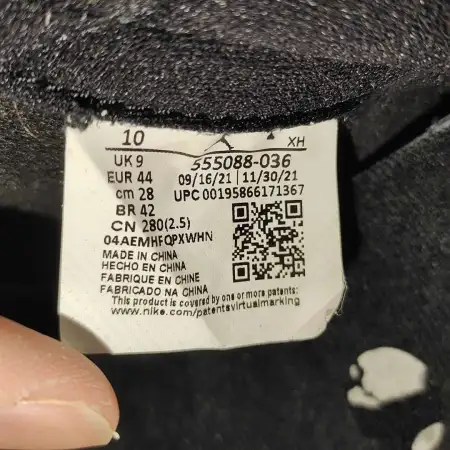 10 XH
UK 9 555088-036
EUR 44 09/16/21 | 11/30/21
cm 28 UPC 00195866171367
BR 42
CN 280(2.5)
04AEMHFQPXWHN
MADE IN CHINA
HECHO EN CHINA
FABRIQUE EN CHINE
FABRICADO NA CHINA
This product is covered by one or more patents:
www.nike.com/patentsvirtualmarking